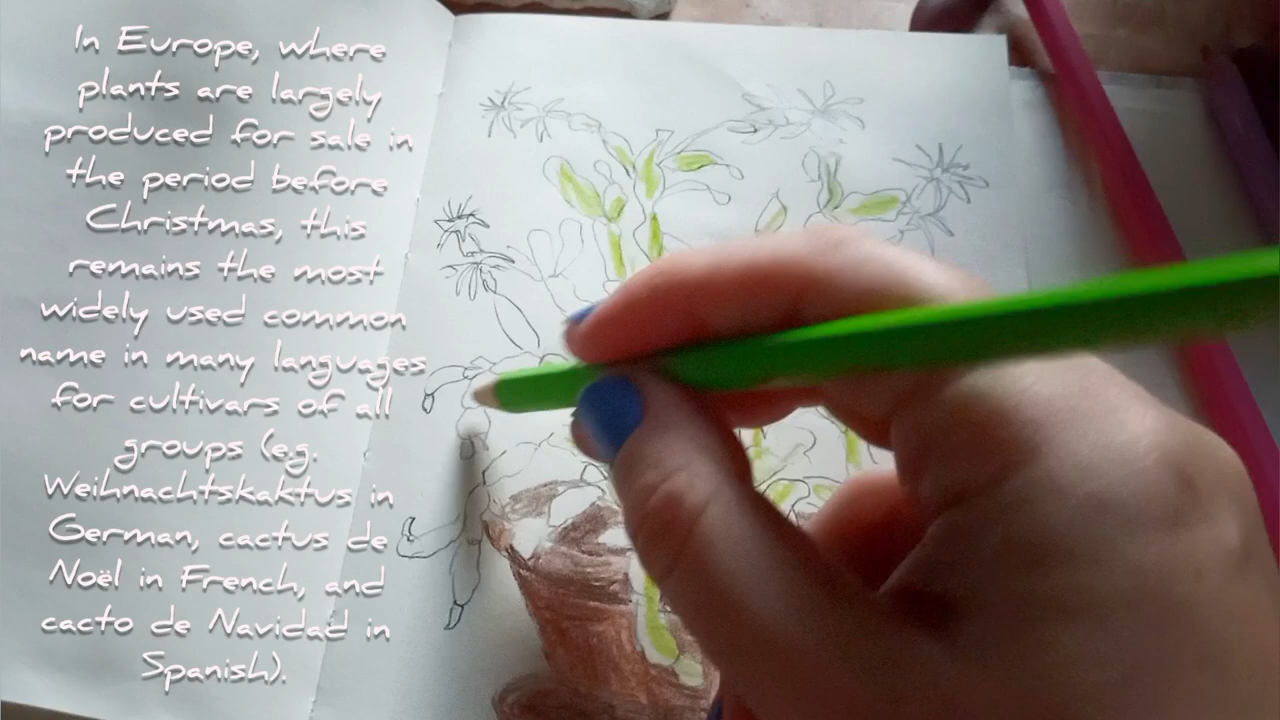 In Europe, where
plants are largely
produced for sale in
the period before
Christmas, this
remains the most
widely used common
name in many languages
for cultivars of all
groups (eg.
Weihnachtskaktus in
German, cactus de
Noël in French, and
cacto de Navidad in
Spanish).